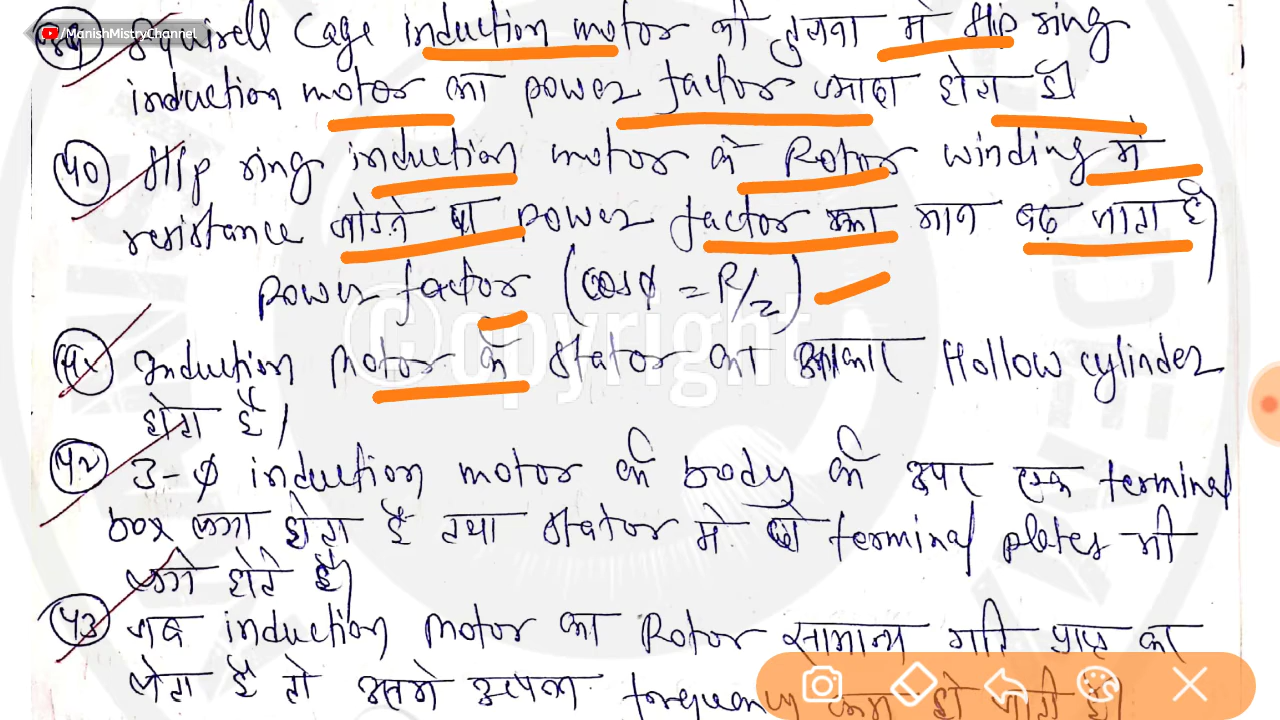 /ManishMistryChannel
39 Squirell Cage induction motor की तुलना मे slip ring
induction motor का power factor ज्यादा होता है।
40 slip ring induction motor के Rotor winding में
resistance जोडने पर power factor का मान बढ़ जाता है।
power factor (cosφ = R/z)
41 Induction motor के stator का आकार Hollow cylinder
होता है।
42 3-φ induction motor की body के ऊपर एक terminal
box लगा होता है तथा stator मे दो terminal plates भी
लगे होते है।
43 जब induction motor का Rotor सामान्य गति प्राप्त कर
लेता है तो उसमे उत्पन्न frequency कम हो जाती है।
©opyright